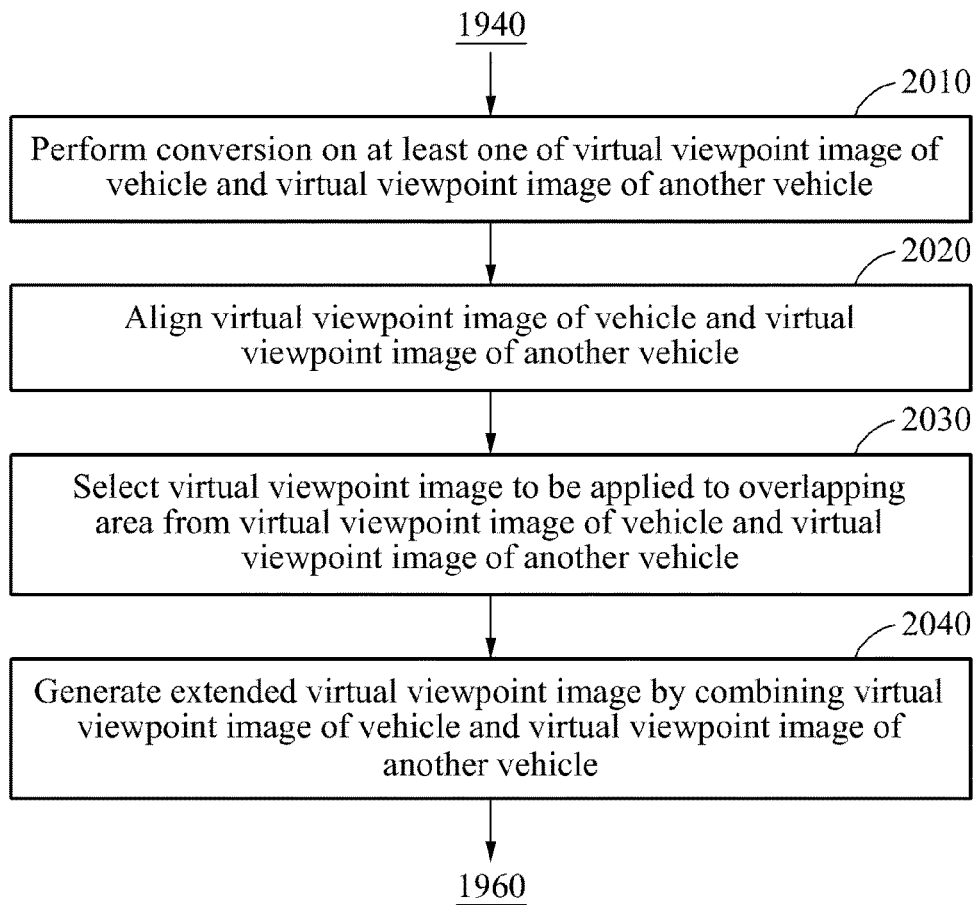 1940
2010
Perform conversion on at least one of virtual viewpoint image of
vehicle and virtual viewpoint image of another vehicle
2020
Align virtual viewpoint image of vehicle and virtual
viewpoint image of another vehicle
2030
Select virtual viewpoint image to be applied to overlapping
area from virtual viewpoint image of vehicle and virtual
viewpoint image of another vehicle
2040
Generate extended virtual viewpoint image by combining virtual
viewpoint image of vehicle and virtual viewpoint image of
another vehicle
1960